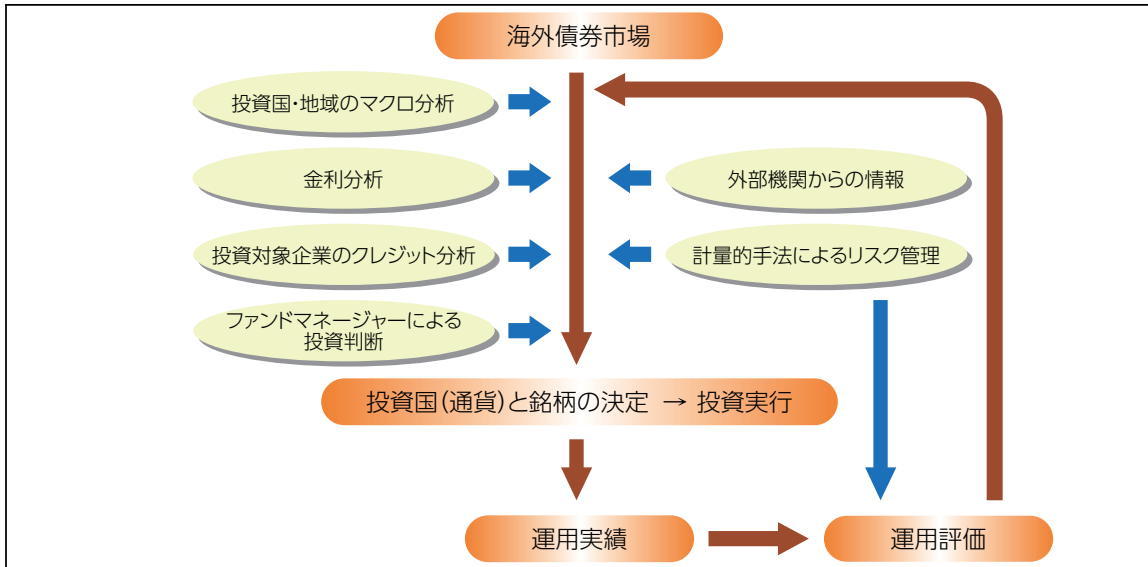 海外債券市場
投資国・地域のマクロ分析
金利分析
外部機関からの情報
投資対象企業のクレジット分析
計量的手法によるリスク管理
ファンドマネージャーによる
投資判断
投資国(通貨)と銘柄の決定 → 投資実行
運用実績
運用評価